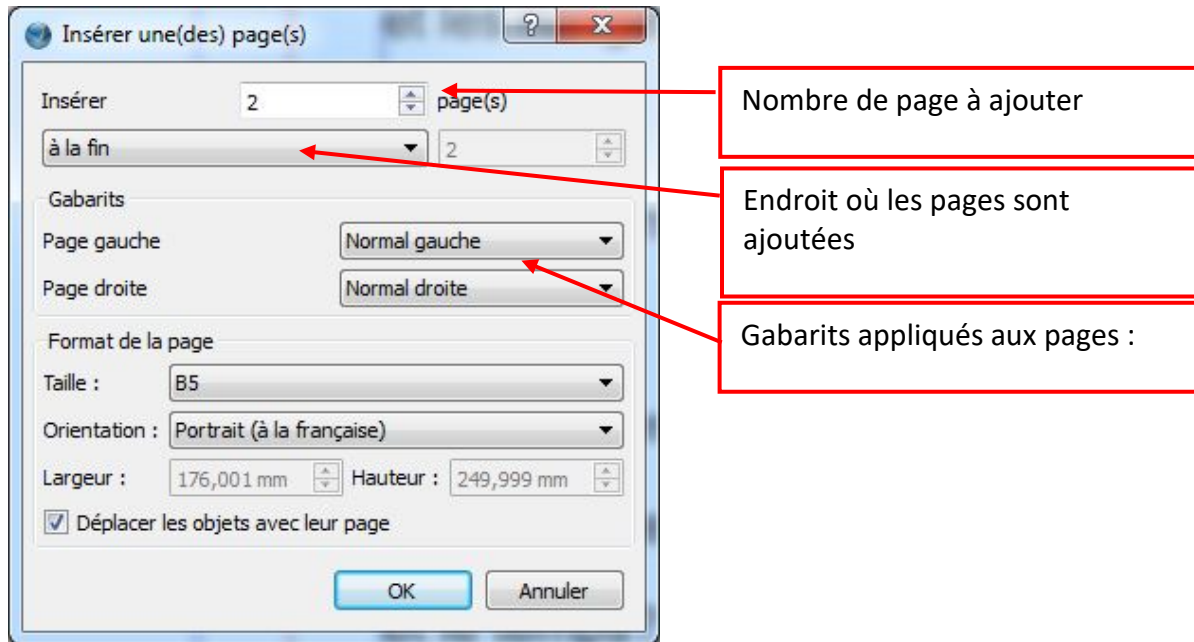 Insérer une(des) page(s)
Insérer 2 page(s)
à la fin 2
Gabarits
Page gauche Normal gauche
Page droite Normal droite
Format de la page
Taille : B5
Orientation : Portrait (à la française)
Largeur : 176,001 mm Hauteur : 249,999 mm
Déplacer les objets avec leur page
OK Annuler
Nombre de page à ajouter
Endroit où les pages sont
ajoutées
Gabarits appliqués aux pages :